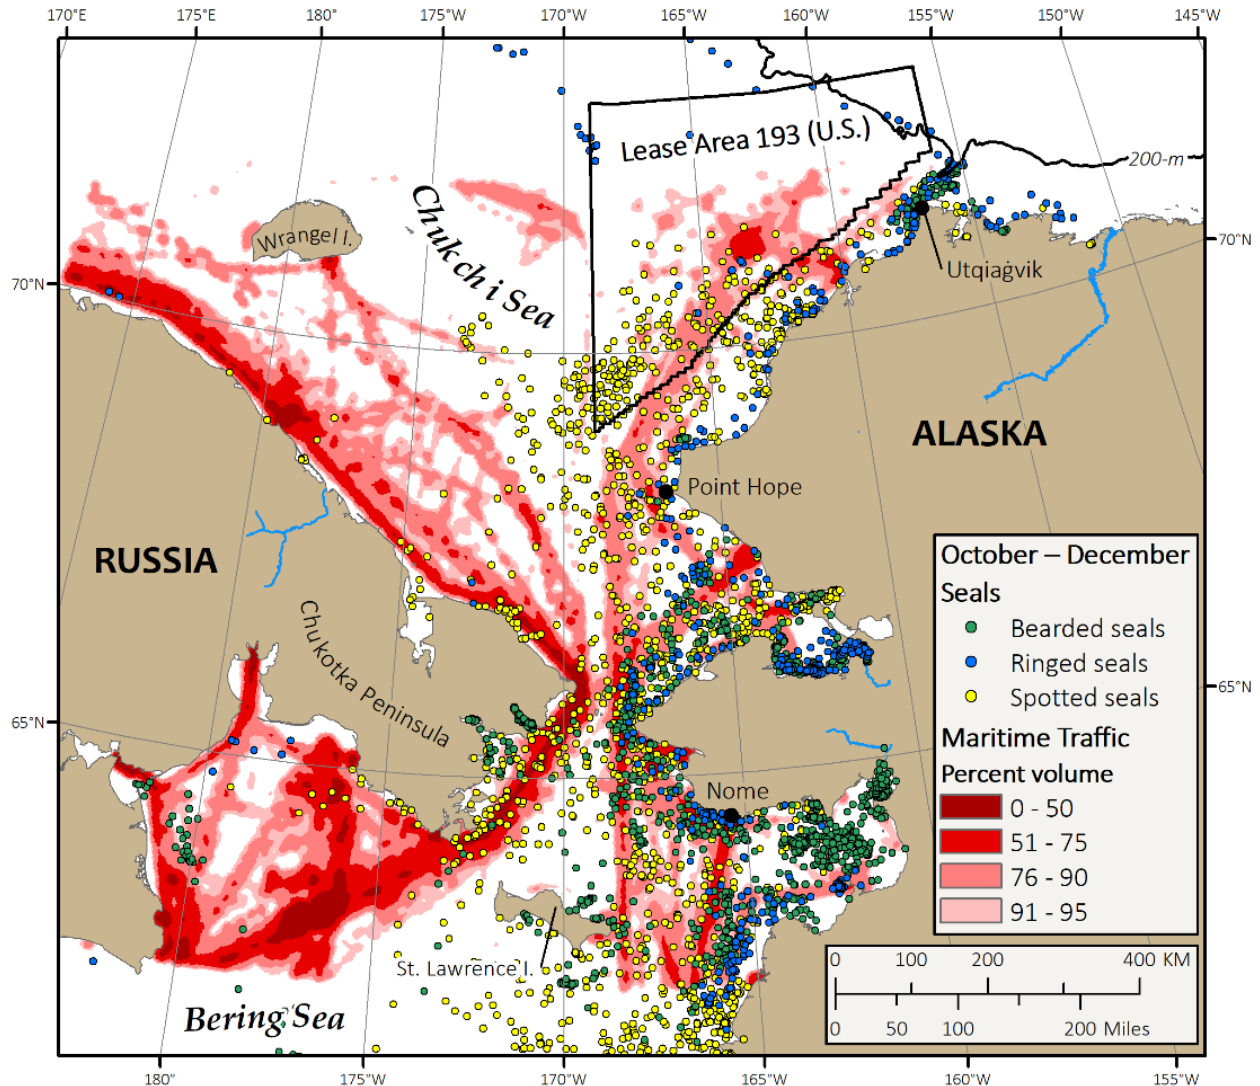 170°E 175°E 180° 175°W 170°W 165°W 160°W 155°W 150°W 145°W
Lease Area 193 (U.S.)
200-m
Chukchi Sea
Wrangel I.
70°N
70°N
Utqiaġvik
ALASKA
Point Hope
RUSSIA
Chukotka Peninsula
65°N
65°N
Nome
St. Lawrence I.
Bering Sea
October – December
Seals
Bearded seals
Ringed seals
Spotted seals
Maritime Traffic
Percent volume
0 - 50
51 - 75
76 - 90
91 - 95
0 100 200 400 KM
0 50 100 200 Miles
180° 175°W 170°W 165°W 160°W 155°W